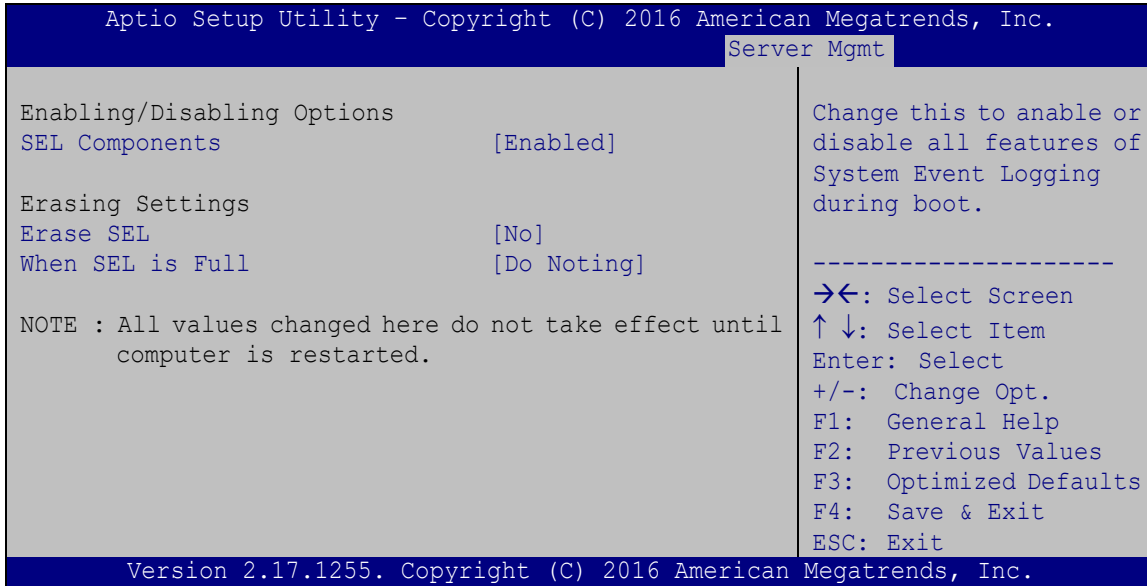 Aptio Setup Utility – Copyright (C) 2016 American Megatrends, Inc.
Server Mgmt
Enabling/Disabling Options
SEL Components [Enabled]
Erasing Settings
Erase SEL [No]
When SEL is Full [Do Noting]
NOTE : All values changed here do not take effect until
computer is restarted.
Change this to anable or
disable all features of
System Event Logging
during boot.
---------------------
→←: Select Screen
↑ ↓: Select Item
Enter: Select
+/-: Change Opt.
F1: General Help
F2: Previous Values
F3: Optimized Defaults
F4: Save & Exit
ESC: Exit
Version 2.17.1255. Copyright (C) 2016 American Megatrends, Inc.